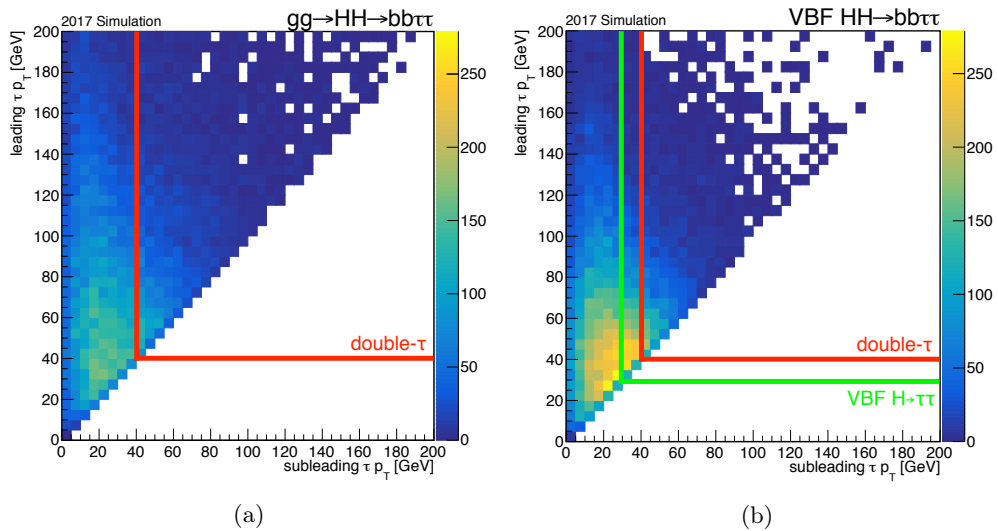 2017 Simulation
gg→HH→bbττ
leading τ p_T [GeV]
200
180
160
140
120
100
80
60
40
20
0
double-τ
0 20 40 60 80 100 120 140 160 180 200
subleading τ p_T [GeV]
250
200
150
100
50
0
(a)
2017 Simulation
VBF HH→bbττ
leading τ p_T [GeV]
200
180
160
140
120
100
80
60
40
20
0
double-τ
VBF H→ττ
0 20 40 60 80 100 120 140 160 180 200
subleading τ p_T [GeV]
250
200
150
100
50
0
(b)